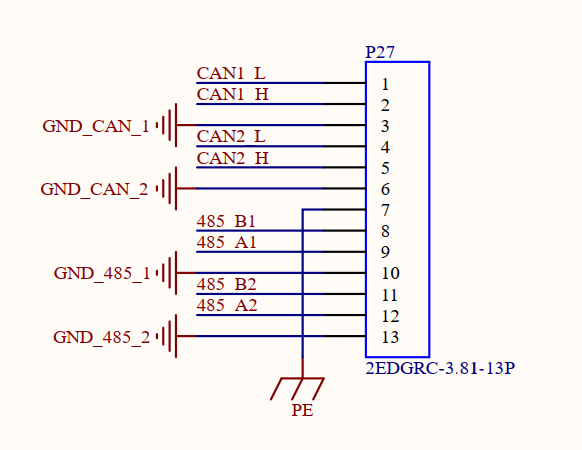 P27
CAN1_L
1
CAN1_H
2
GND_CAN_1
3
CAN2_L
4
CAN2_H
5
GND_CAN_2
6
7
485_B1
8
485_A1
9
GND_485_1
10
485_B2
11
485_A2
12
GND_485_2
13
2EDGRC-3.81-13P
PE